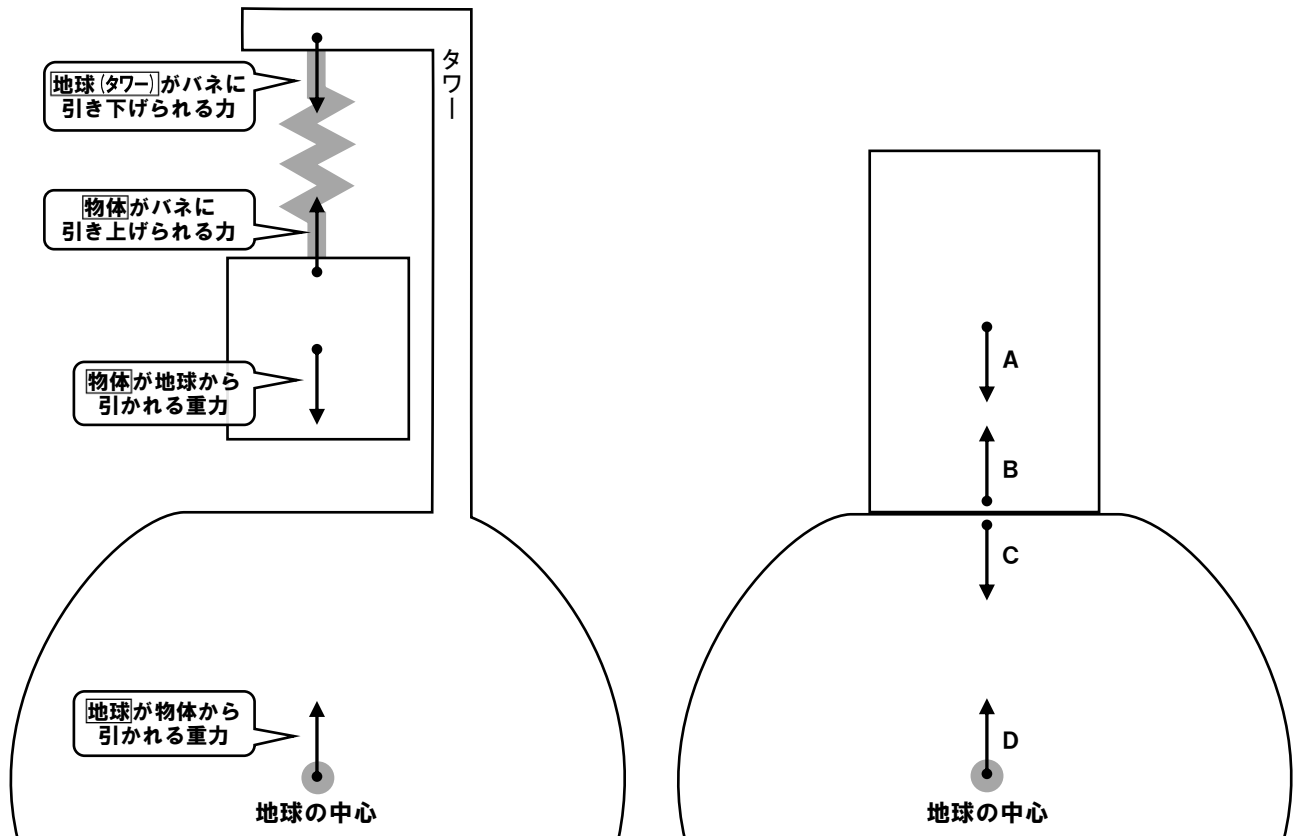 タワー
地球(タワー)がバネに
引き下げられる力
物体がバネに
引き上げられる力
物体が地球から
引かれる重力
地球が物体から
引かれる重力
地球の中心
A
B
C
D
地球の中心